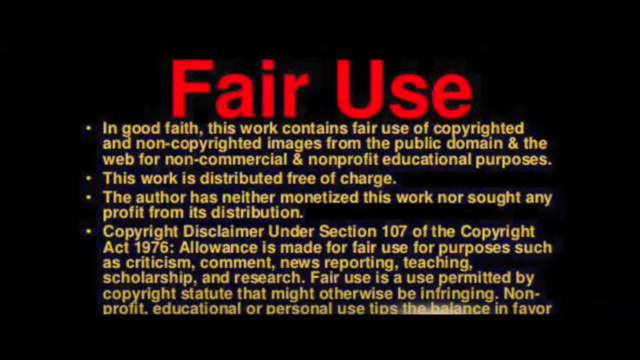 Fair Use
• In good faith, this work contains fair use of copyrighted
and non-copyrighted images from the public domain & the
web for non-commercial & nonprofit educational purposes.
• This work is distributed free of charge.
• The author has neither monetized this work nor sought any
profit from its distribution.
• Copyright Disclaimer Under Section 107 of the Copyright
Act 1976: Allowance is made for fair use for purposes such
as criticism, comment, news reporting, teaching,
scholarship, and research. Fair use is a use permitted by
copyright statute that might otherwise be infringing. Non-
profit, educational or personal use tips the balance in favor